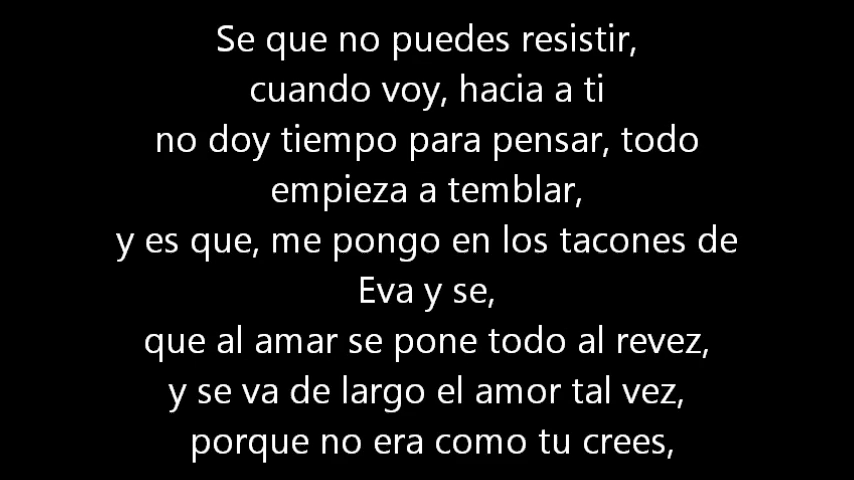 Se que no puedes resistir,
cuando voy, hacia a ti
no doy tiempo para pensar, todo
empieza a temblar,
y es que, me pongo en los tacones de
Eva y se,
que al amar se pone todo al revez,
y se va de largo el amor tal vez,
porque no era como tu crees,